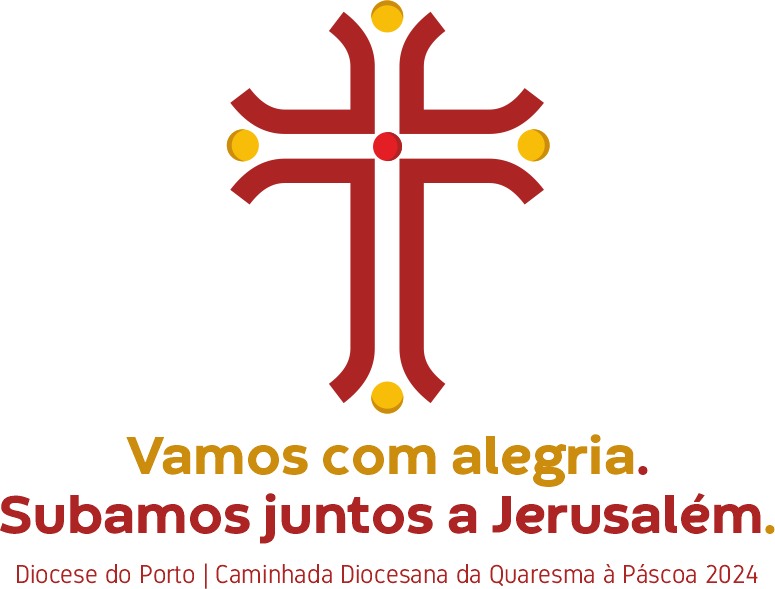 Vamos com alegria.
Subamos juntos a Jerusalém.
Diocese do Porto | Caminhada Diocesana da Quaresma à Páscoa 2024